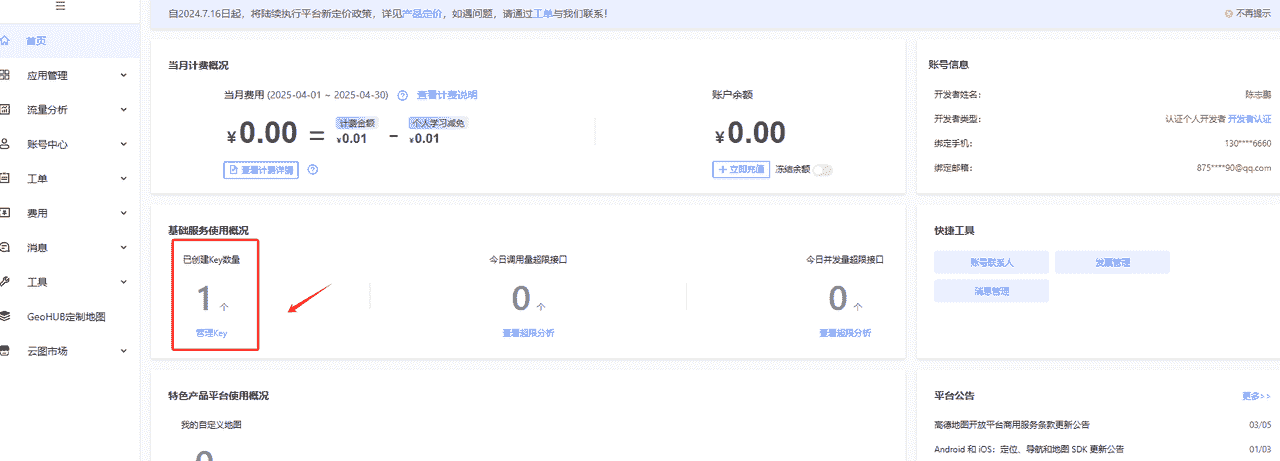 自2024.7.16日起，将陆续执行平台新定价政策，详见产品定价，如遇问题，请通过工单与我们联系！
不再提示
首页
应用管理
流量分析
账号中心
工单
费用
消息
工具
GeoHUB定制地图
云图市场
当月计费概况
当月费用 (2025-04-01 ~ 2025-04-30)
查看计费说明
¥0.00 =
计费金额
¥0.01
-
个人学习减免
¥0.01
查看计费详情
账户余额
¥0.00
立即充值
冻结余额
账号信息
开发者姓名：
陈志鹏
开发者类型：
认证个人开发者 开发者认证
绑定手机：
130****6660
绑定邮箱：
875****90@qq.com
基础服务使用概况
已创建Key数量
1 个
管理Key
今日调用量超限接口
0 个
查看超限分析
今日并发量超限接口
0 个
查看超限分析
快捷工具
账号联系人
发票管理
消息管理
特色产品平台使用概况
我的自定义地图
0
平台公告
更多>>
高德地图开放平台商用服务条款更新公告
03/05
Android 和 iOS：定位、导航和地图 SDK 更新公告
01/03